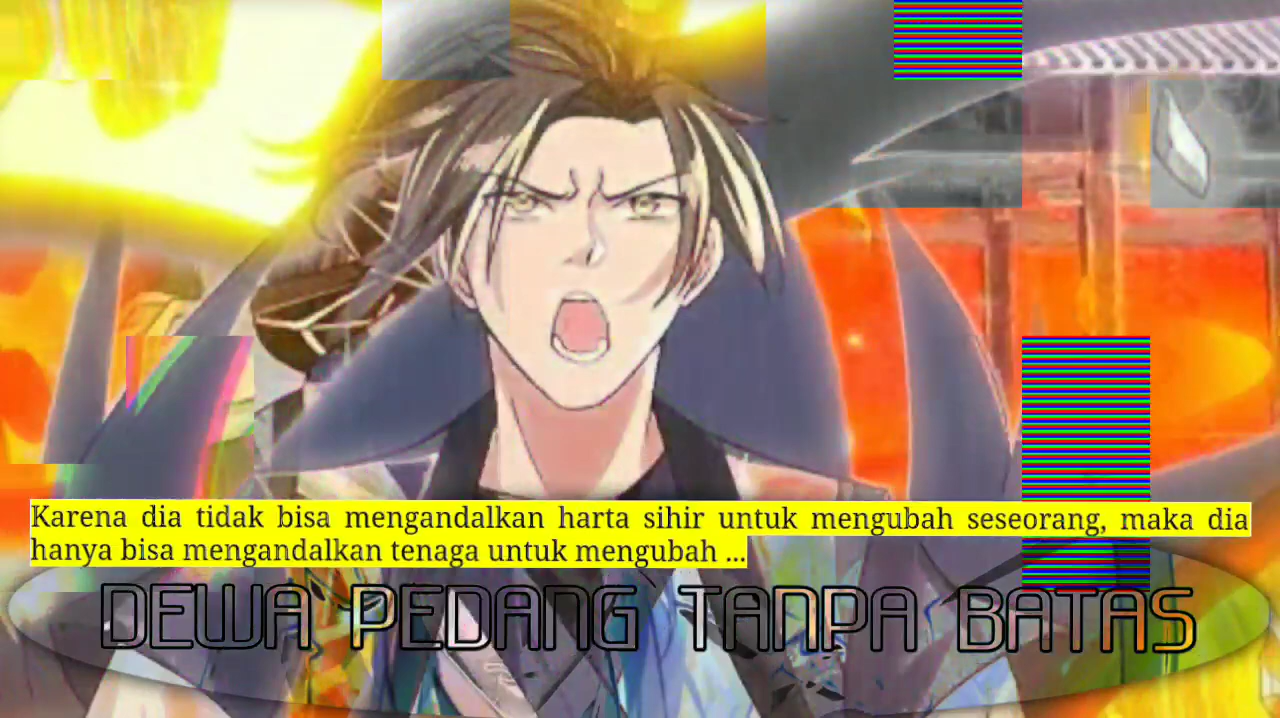 Karena dia tidak bisa mengandalkan harta sihir untuk mengubah seseorang, maka dia
hanya bisa mengandalkan tenaga untuk mengubah ...
DEWA PEDANG TANPA BATAS